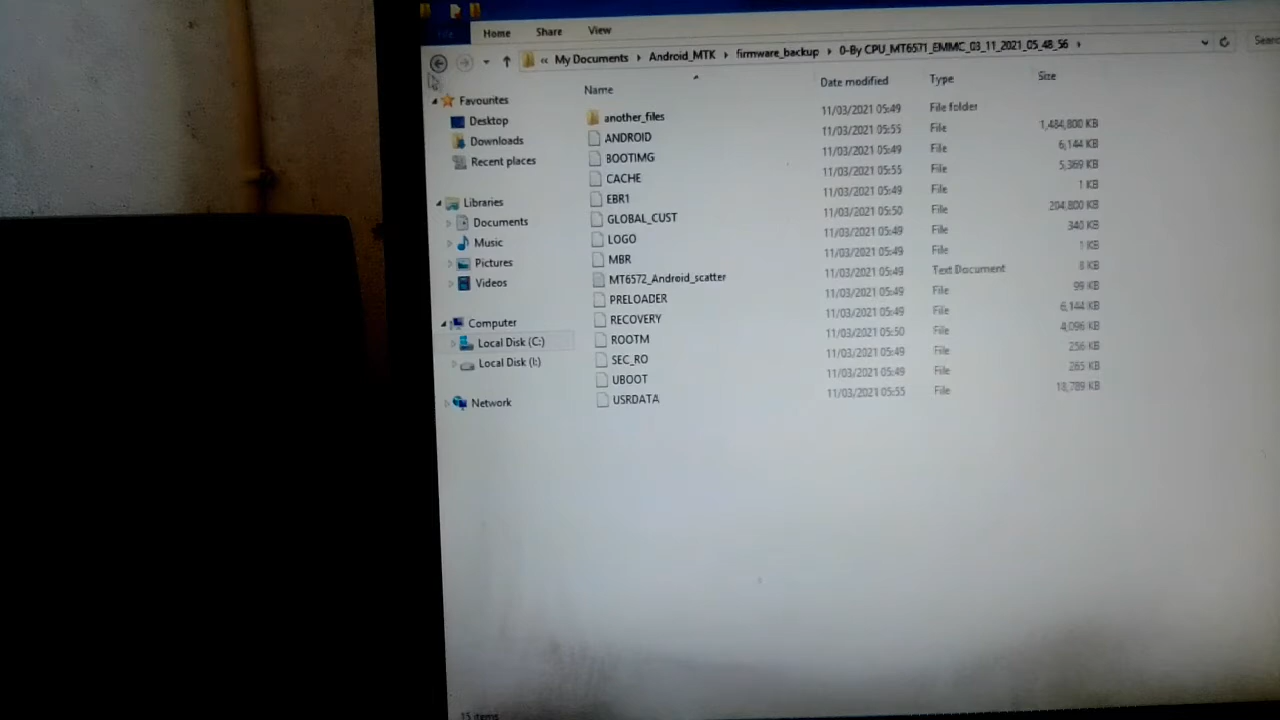 File Home Share View
« My Documents › Android_MTK › firmware_backup › 0-By CPU_MT6571_EMMC_03_11_2021_05_48_56 ›
Name Date modified Type Size
Favourites
Desktop
Downloads
Recent places
Libraries
Documents
Music
Pictures
Videos
Computer
Local Disk (C:)
Local Disk (I:)
Network
another_files 11/03/2021 05:49 File folder
ANDROID 11/03/2021 05:55 File 1,484,800 KB
BOOTIMG 11/03/2021 05:49 File 6,144 KB
CACHE 11/03/2021 05:55 File 5,369 KB
EBR1 11/03/2021 05:49 File 1 KB
GLOBAL_CUST 11/03/2021 05:50 File 204,800 KB
LOGO 11/03/2021 05:49 File 340 KB
MBR 11/03/2021 05:49 File 1 KB
MT6572_Android_scatter 11/03/2021 05:49 Text Document 8 KB
PRELOADER 11/03/2021 05:49 File 99 KB
RECOVERY 11/03/2021 05:49 File 6,144 KB
ROOTM 11/03/2021 05:50 File 4,096 KB
SEC_RO 11/03/2021 05:49 File 256 KB
UBOOT 11/03/2021 05:49 File 265 KB
USRDATA 11/03/2021 05:55 File 18,789 KB
15 items